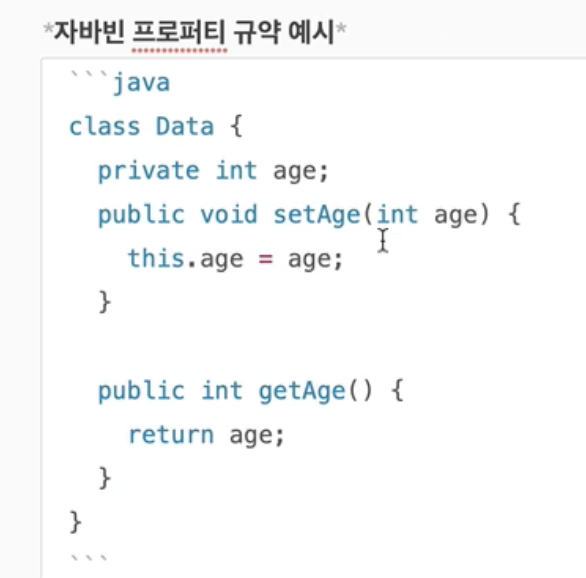 *자바빈 프로퍼티 규약 예시*
```java
class Data {
  private int age;
  public void setAge(int age) {
    this.age = age;
  }

  public int getAge() {
    return age;
  }
}
```